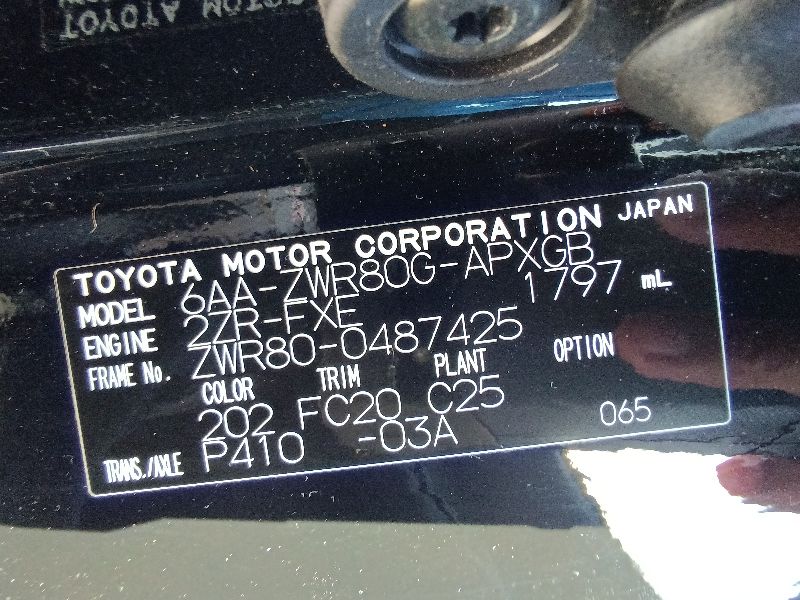 TOYOTA MOTOR CORPORATION JAPAN
MODEL 6AA-ZWR80G-APXGB
ENGINE 2ZR-FXE 1797 mL
FRAME No. ZWR80-0487425
COLOR TRIM PLANT OPTION
202 FC20 C25
TRANS./AXLE P410 -03A 065